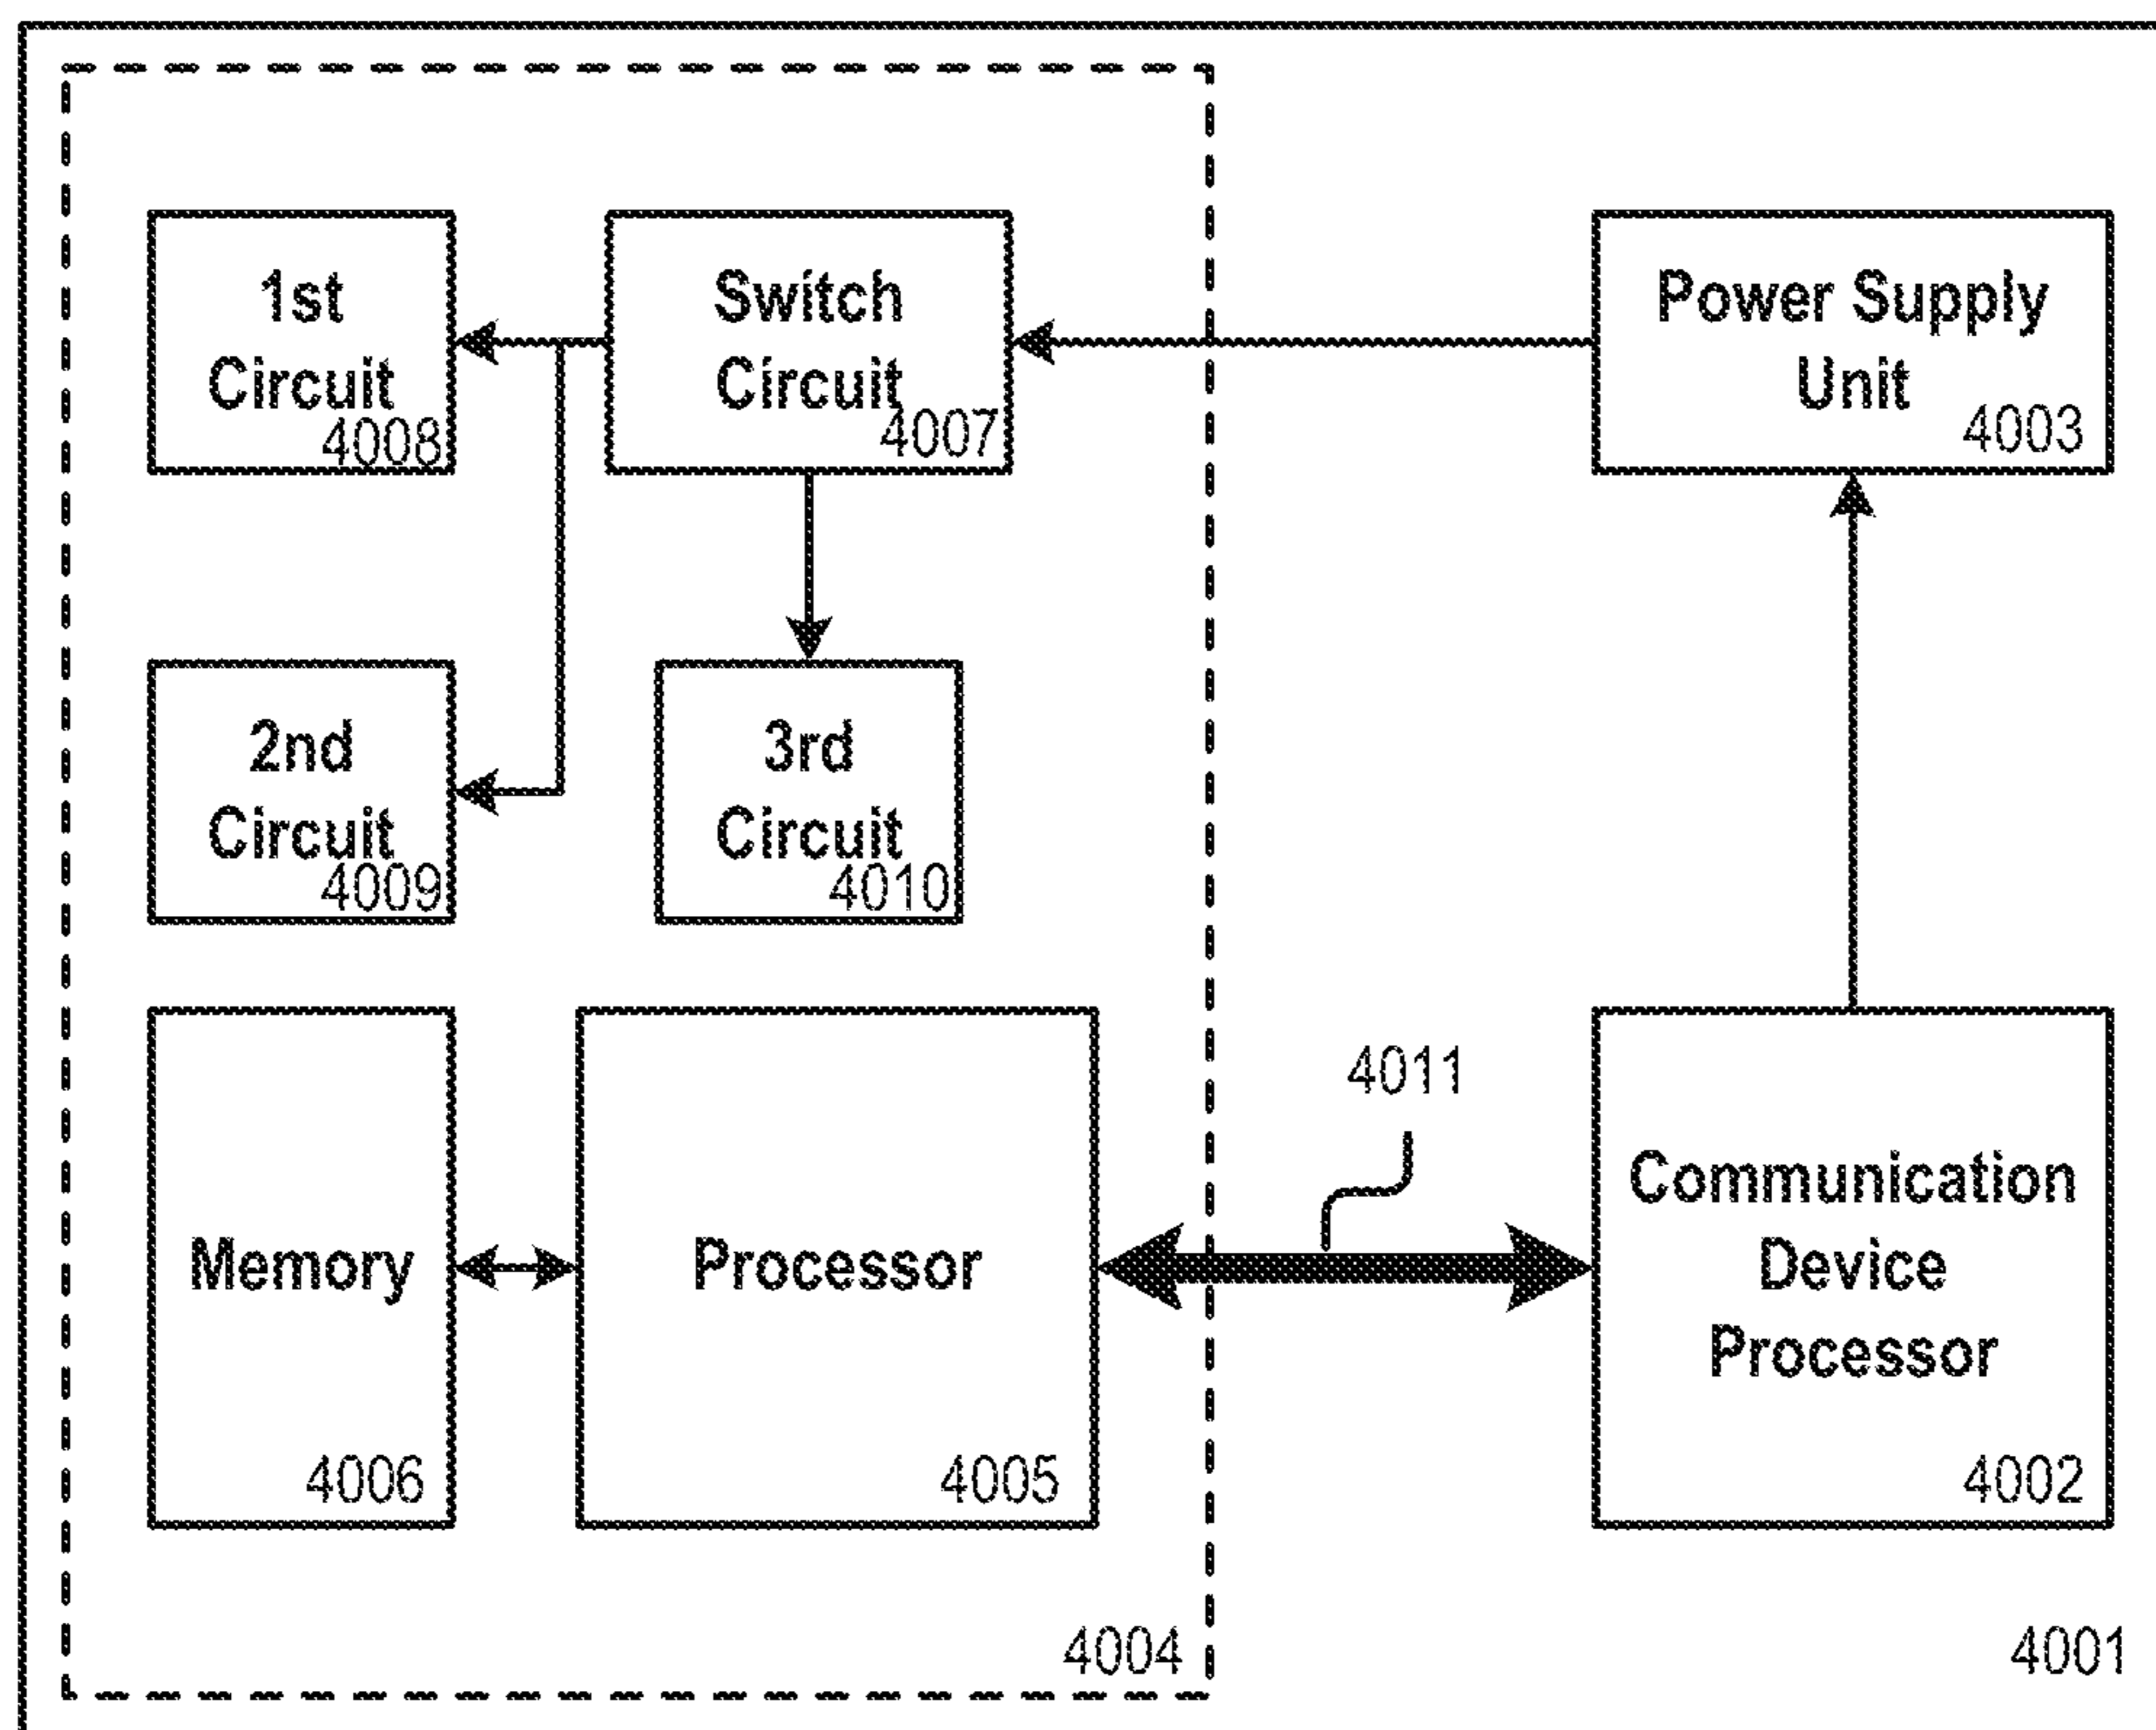 1st
Circuit
4008
Switch
Circuit
4007
Power Supply
Unit
4003
2nd
Circuit
4009
3rd
Circuit
4010
Memory
4006
Processor
4005
4011
Communication
Device
Processor
4002
4004
4001